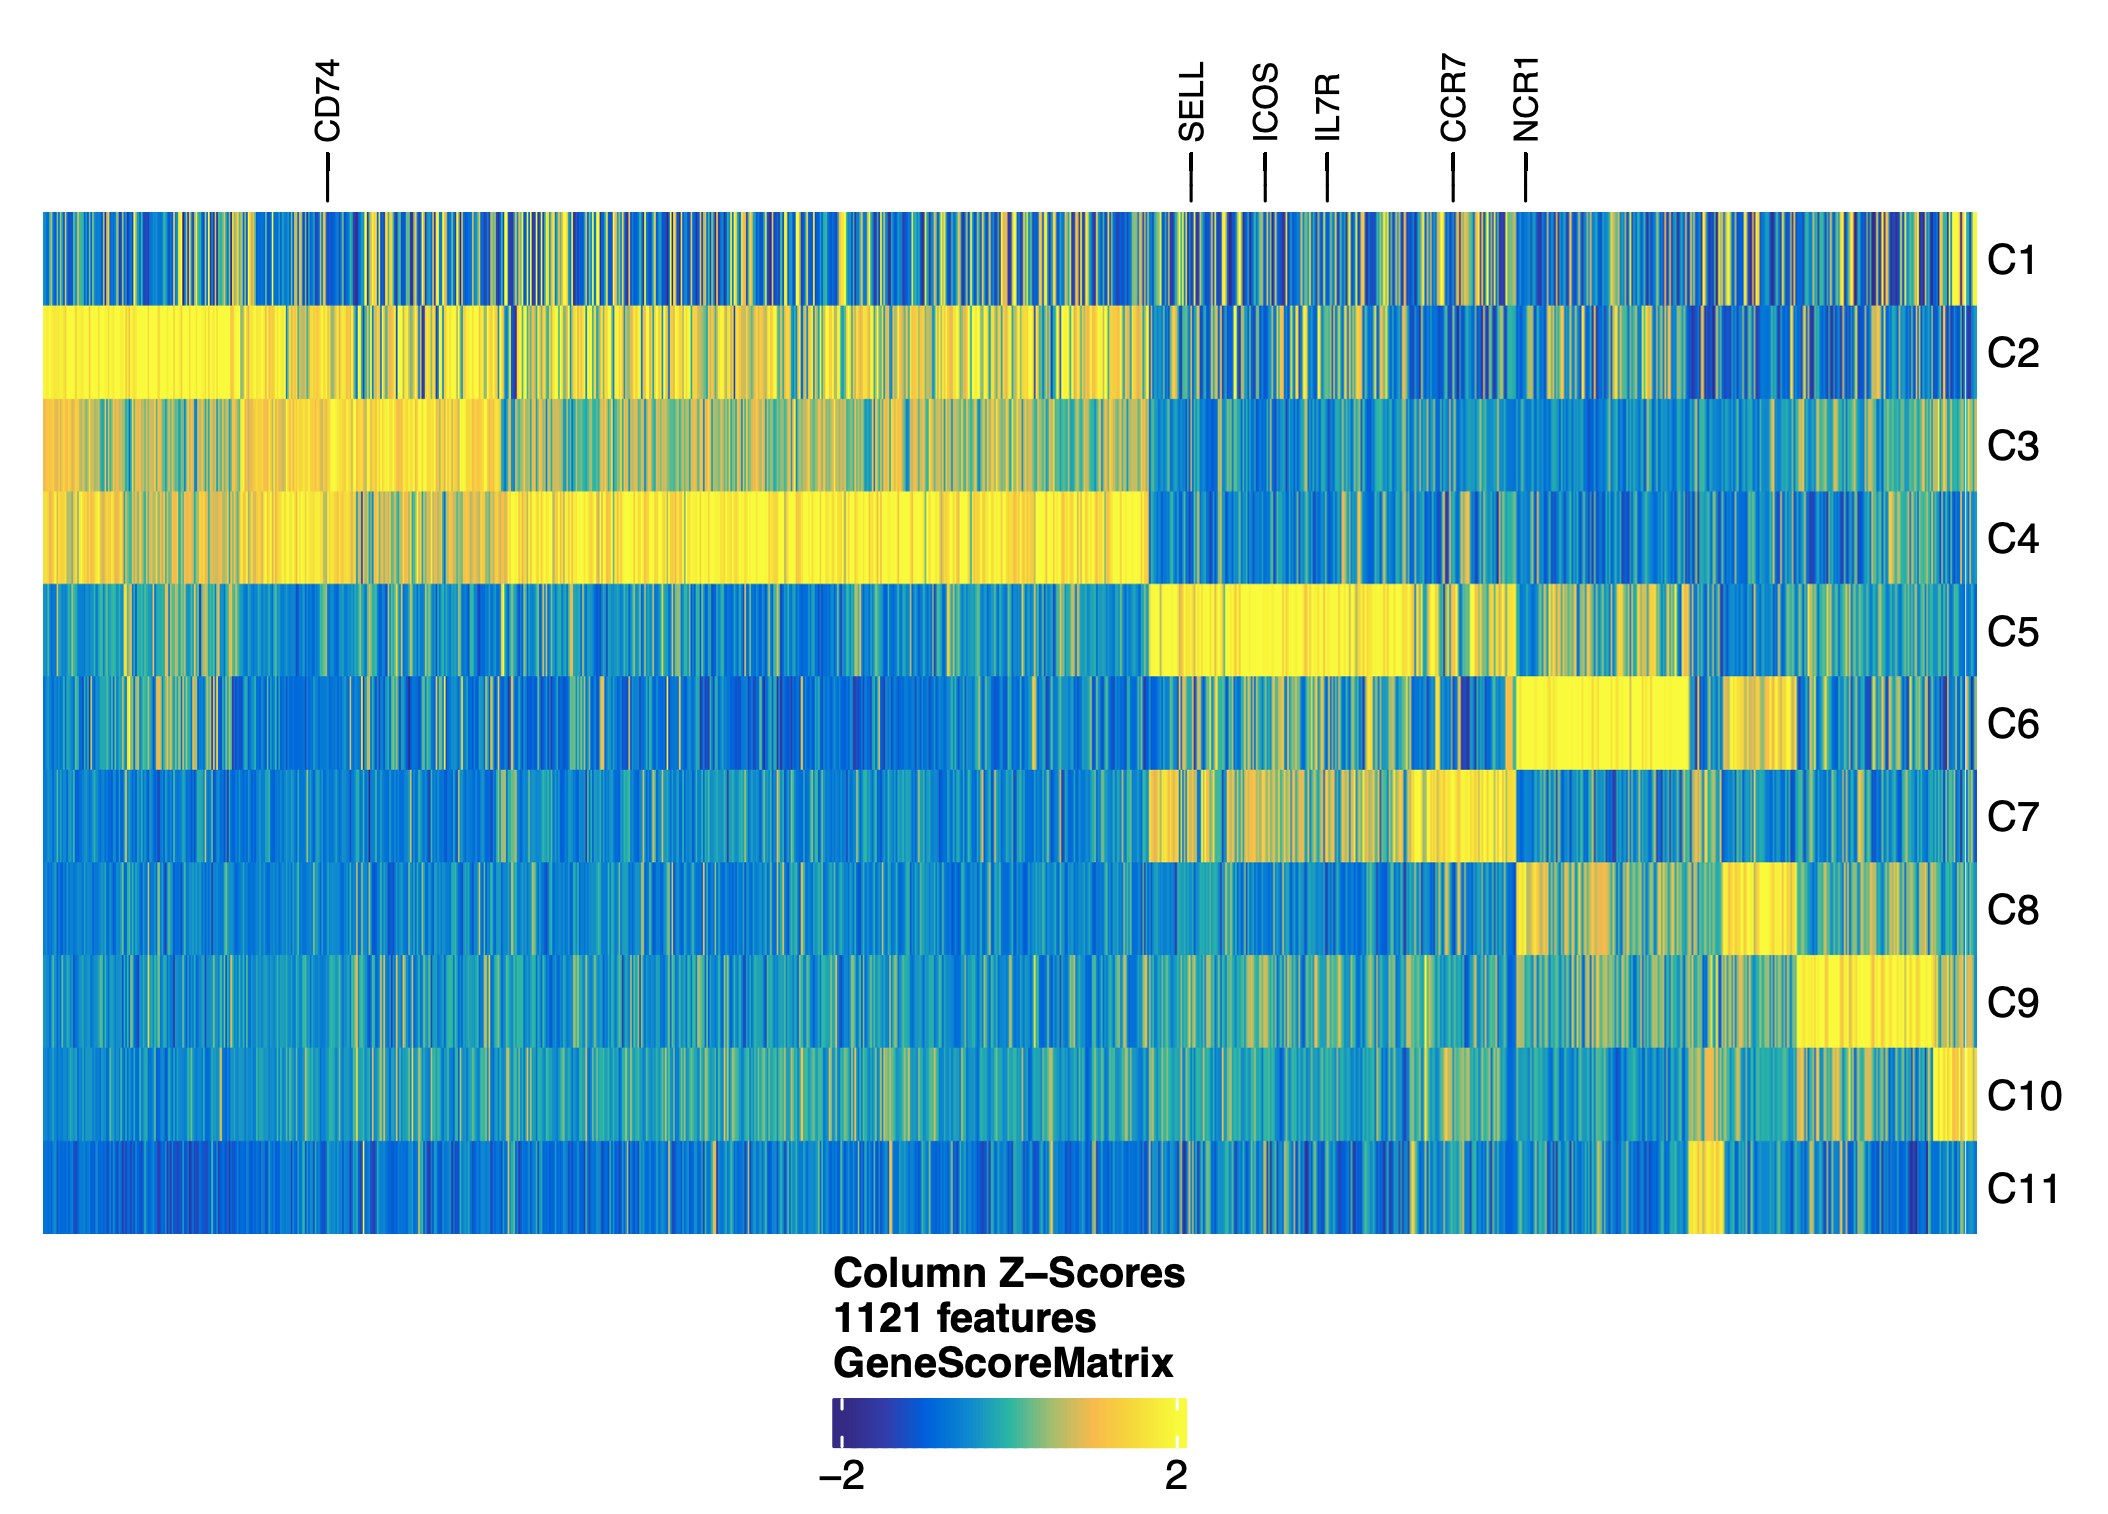 CD74
SELL
ICOS
IL7R
CCR7
NCR1
C1
C2
C3
C4
C5
C6
C7
C8
C9
C10
C11
Column Z−Scores
1121 features
GeneScoreMatrix
−2
2